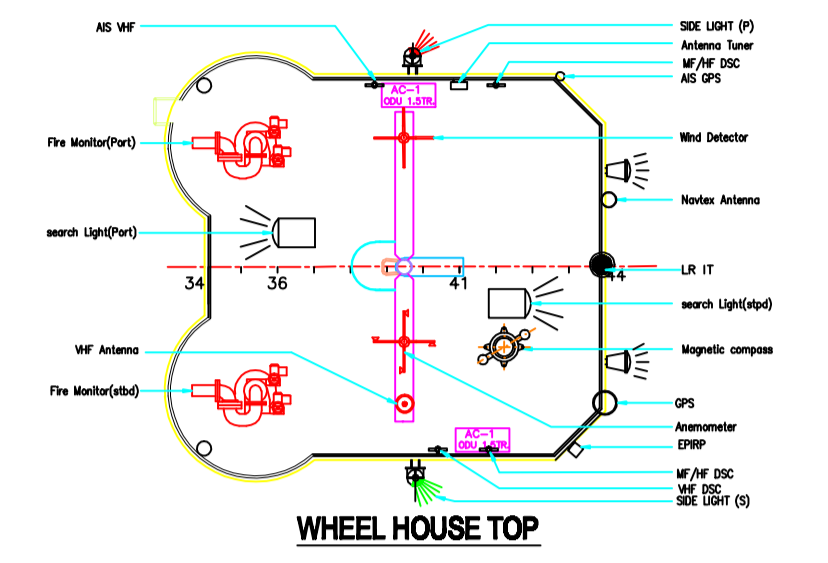 AIS VHF
SIDE LIGHT (P)
Antenna Tuner
MF/HF DSC
AIS GPS
AC-1
ODU 1.5TR.
Fire Monitor(Port)
Wind Detector
Navtex Antenna
search Light(Port)
34
36
41
44
LR IT
search Light(stpd)
VHF Antenna
Magnetic compass
Fire Monitor(stbd)
GPS
Anemometer
AC-1
ODU 1.5TR.
EPIRP
MF/HF DSC
VHF DSC
SIDE LIGHT (S)
WHEEL HOUSE TOP